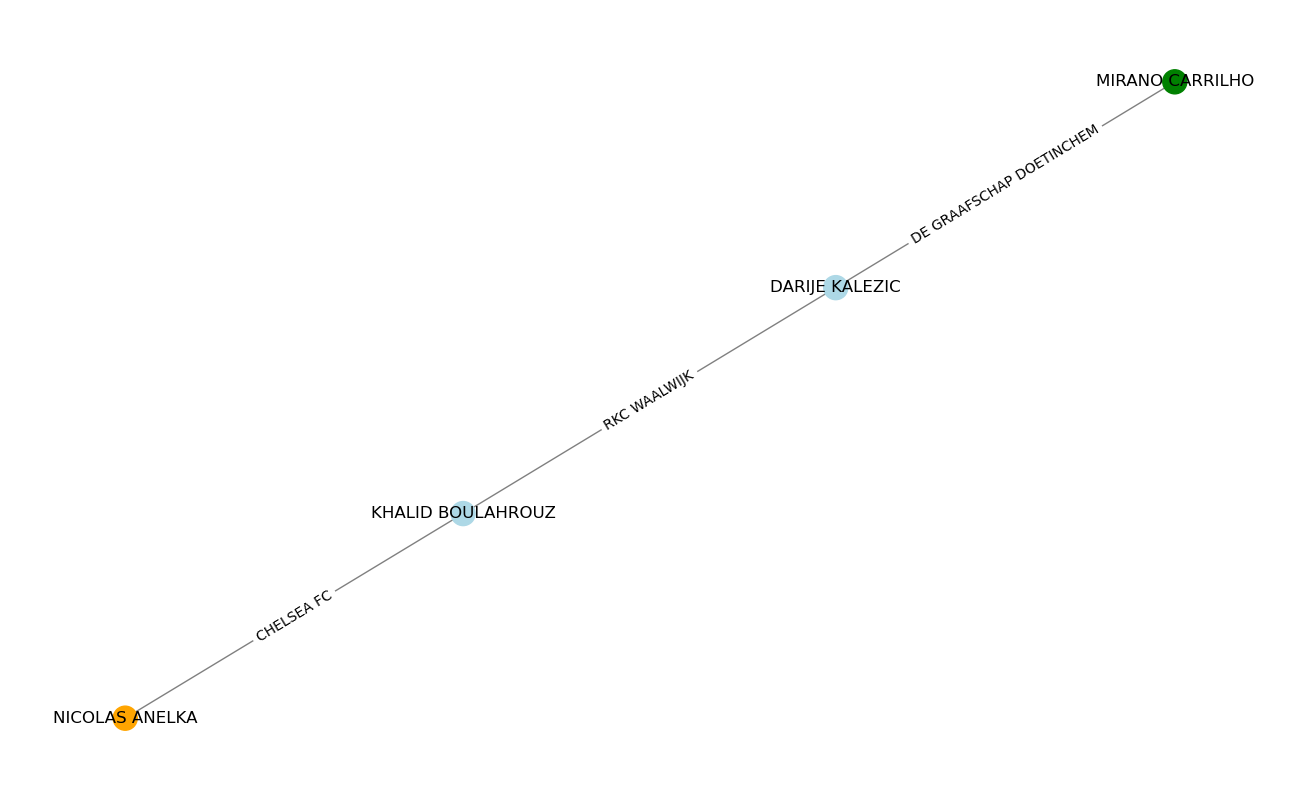 MIRANO CARRILHO
DE GRAAFSCHAP DOETINCHEM
DARIJE KALEZIC
RKC WAALWIJK
KHALID BOULAHROUZ
CHELSEA FC
NICOLAS ANELKA